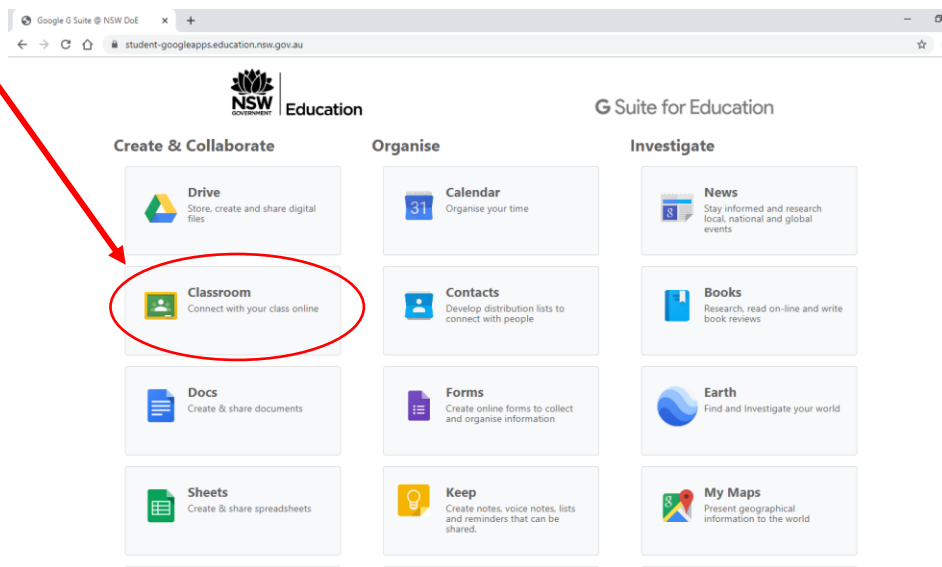 Google G Suite @ NSW DoE
student-googleapps.education.nsw.gov.au
NSW
GOVERNMENT
Education
G Suite for Education
Create & Collaborate
Organise
Investigate
Drive
Store, create and share digital
files
31
Calendar
Organise your time
News
Stay informed and research
local, national and global
events
Classroom
Connect with your class online
Contacts
Develop distribution lists to
connect with people
Books
Research, read on-line and write
book reviews
Docs
Create & share documents
Forms
Create online forms to collect
and organise information
Earth
Find and Investigate your world
Sheets
Create & share spreadsheets
Keep
Create notes, voice notes, lists
and reminders that can be
shared.
My Maps
Present geographical
information to the world